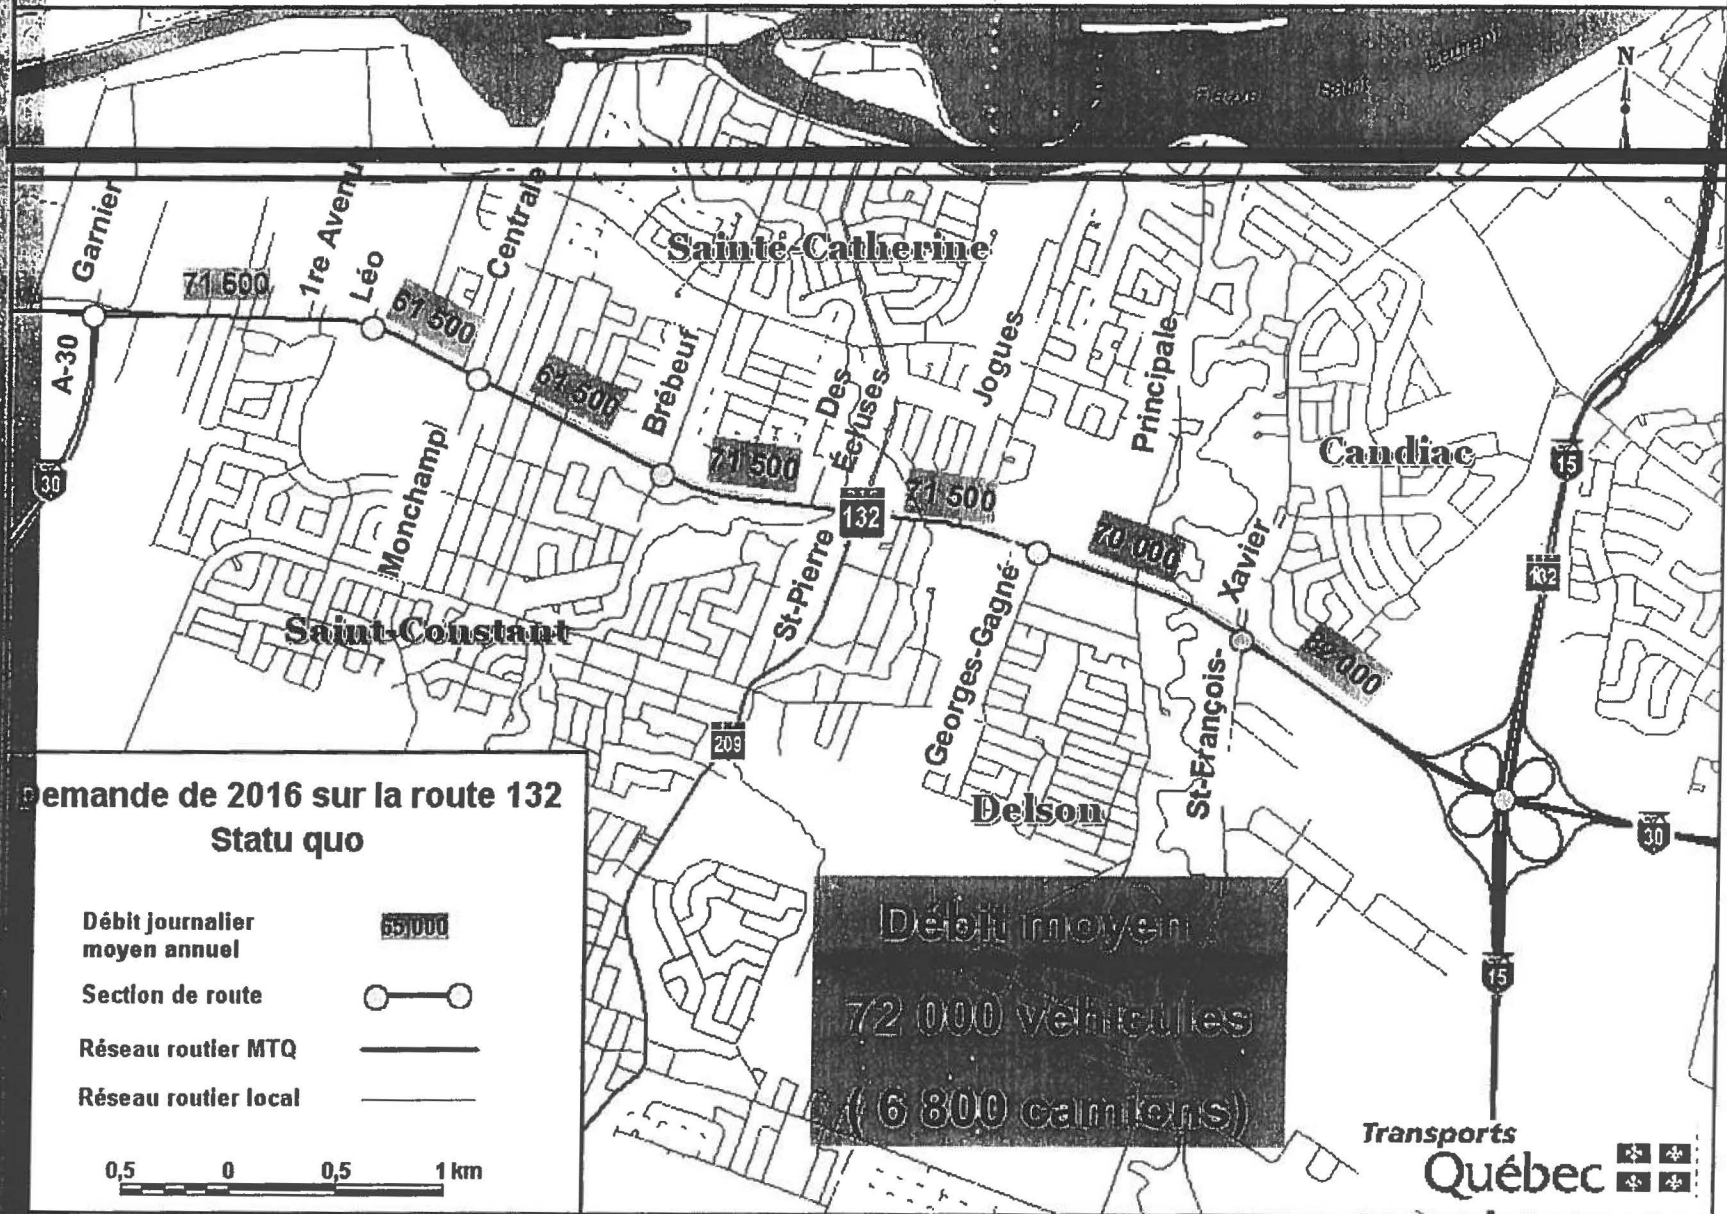 Fleuve Saint Laurent
N
Garnier
1re Avenu
Léo
Centrale
Sainte-Catherine
71 500
61 500
61 500
Brébeuf
71 500
Des
Écluses
Jogues
Principale
Candiac
A-30
30
Monchamp
132
71 500
70 000
Xavier
15
132
Saint-Constant
St-Pierre
Georges-Gagné
St-François-
82 000
209
Delson
30
15
Demande de 2016 sur la route 132
Statu quo
Débit journalier
moyen annuel
65 000
Section de route
Réseau routier MTQ
Réseau routier local
0,5 0 0,5 1 km
Débit moyen
72 000 véhicules
( 6 800 camions)
Transports
Québec